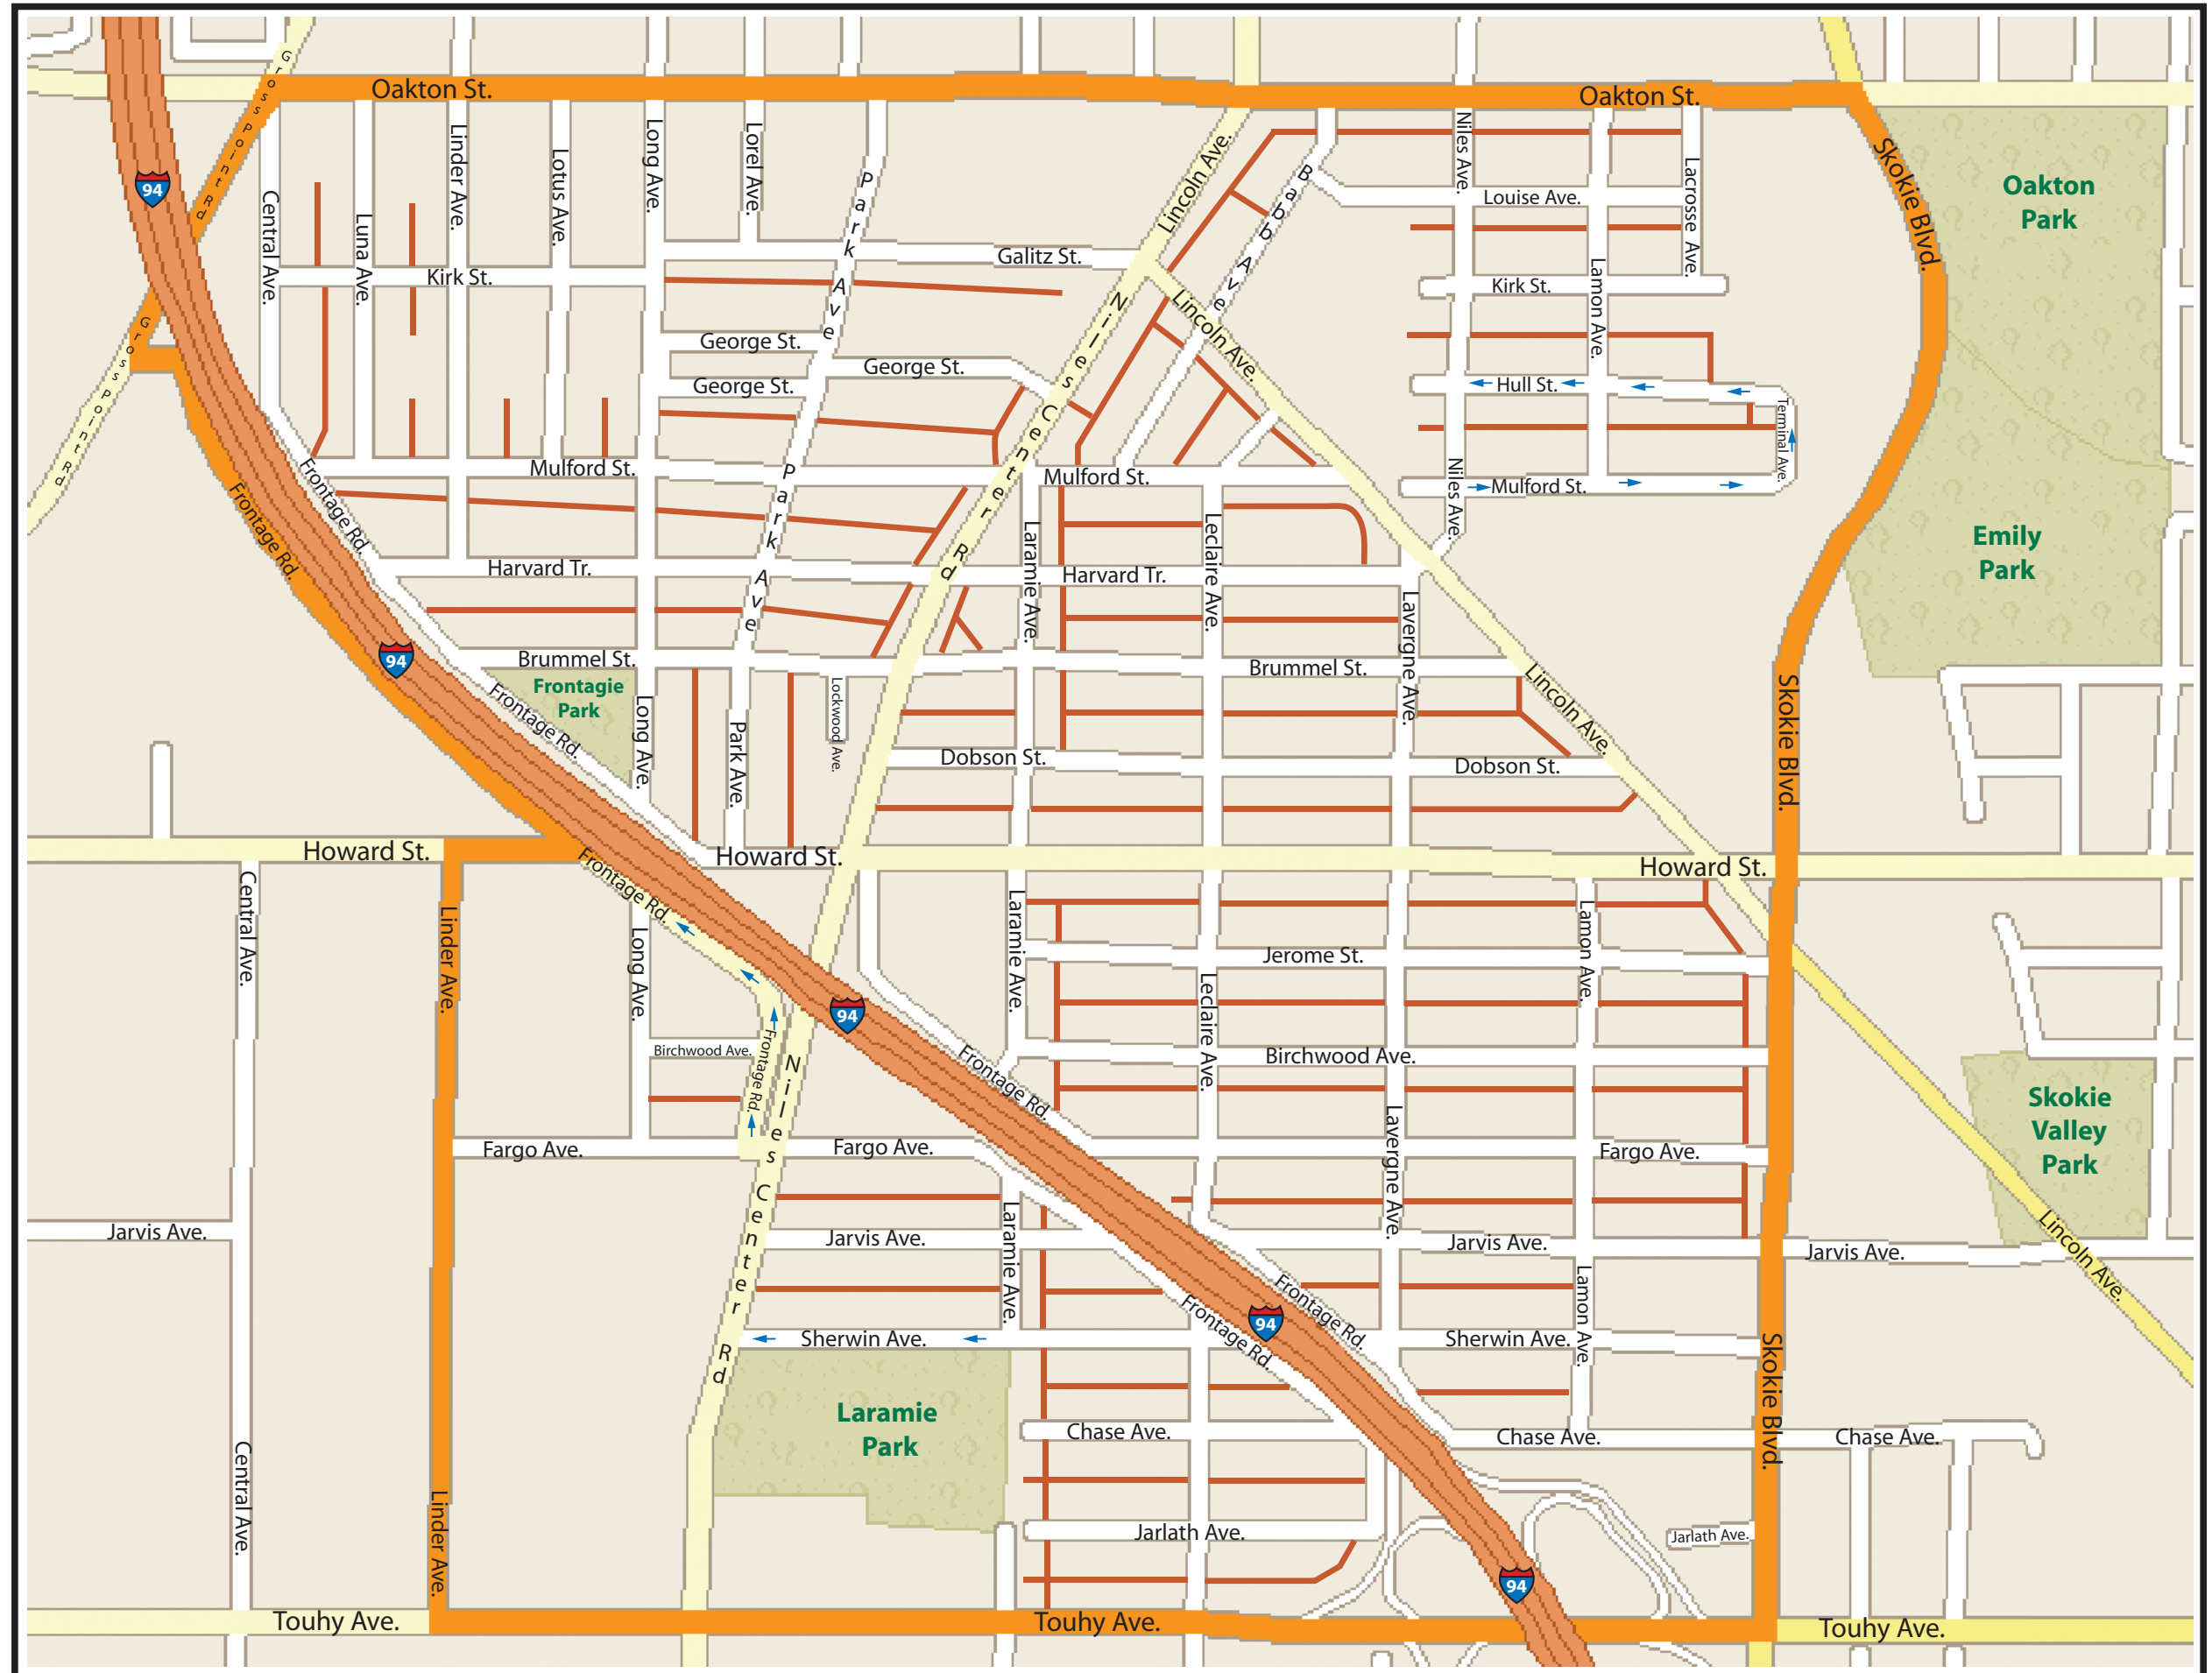 Gross Point Rd
Oakton St.
Oakton St.
94
Central Ave.
Luna Ave.
Linder Ave.
Lotus Ave.
Long Ave.
Lorel Ave.
Park Ave
Lincoln Ave.
Babb Ave
Niles Ave.
Louise Ave.
Lacrosse Ave.
Skokie Blvd.
Oakton
Park
Kirk St.
Galitz St.
Kirk St.
Lamon Ave.
Gross Point Rd
George St.
George St.
George St.
Niles Center Rd
Lincoln Ave.
Hull St.
Terminal Ave.
Mulford St.
Mulford St.
Mulford St.
Niles Ave.
Frontage Rd.
Frontage Rd.
Park Ave
Emily
Park
Harvard Tr.
Harvard Tr.
Laramie Ave.
Leclaire Ave.
Lavergne Ave.
94
Brummel St.
Brummel St.
Frontagie
Park
Frontage Rd.
Long Ave.
Park Ave.
Lockwood Ave.
Lincoln Ave.
Skokie Blvd.
Dobson St.
Dobson St.
Howard St.
Howard St.
Howard St.
Frontage Rd.
Central Ave.
Linder Ave.
Long Ave.
Laramie Ave.
Lamon Ave.
Jerome St.
Leclaire Ave.
94
Birchwood Ave.
Frontage Rd.
Niles Center Rd
Frontage Rd.
Birchwood Ave.
Skokie
Valley
Park
Fargo Ave.
Fargo Ave.
Fargo Ave.
Lavergne Ave.
Jarvis Ave.
Jarvis Ave.
Laramie Ave.
Jarvis Ave.
Jarvis Ave.
Lincoln Ave.
Frontage Rd.
Frontage Rd.
94
Lamon Ave.
Sherwin Ave.
Sherwin Ave.
Skokie Blvd.
Laramie
Park
Chase Ave.
Chase Ave.
Chase Ave.
Central Ave.
Linder Ave.
Jarlath Ave.
Jarlath Ave.
94
Touhy Ave.
Touhy Ave.
Touhy Ave.